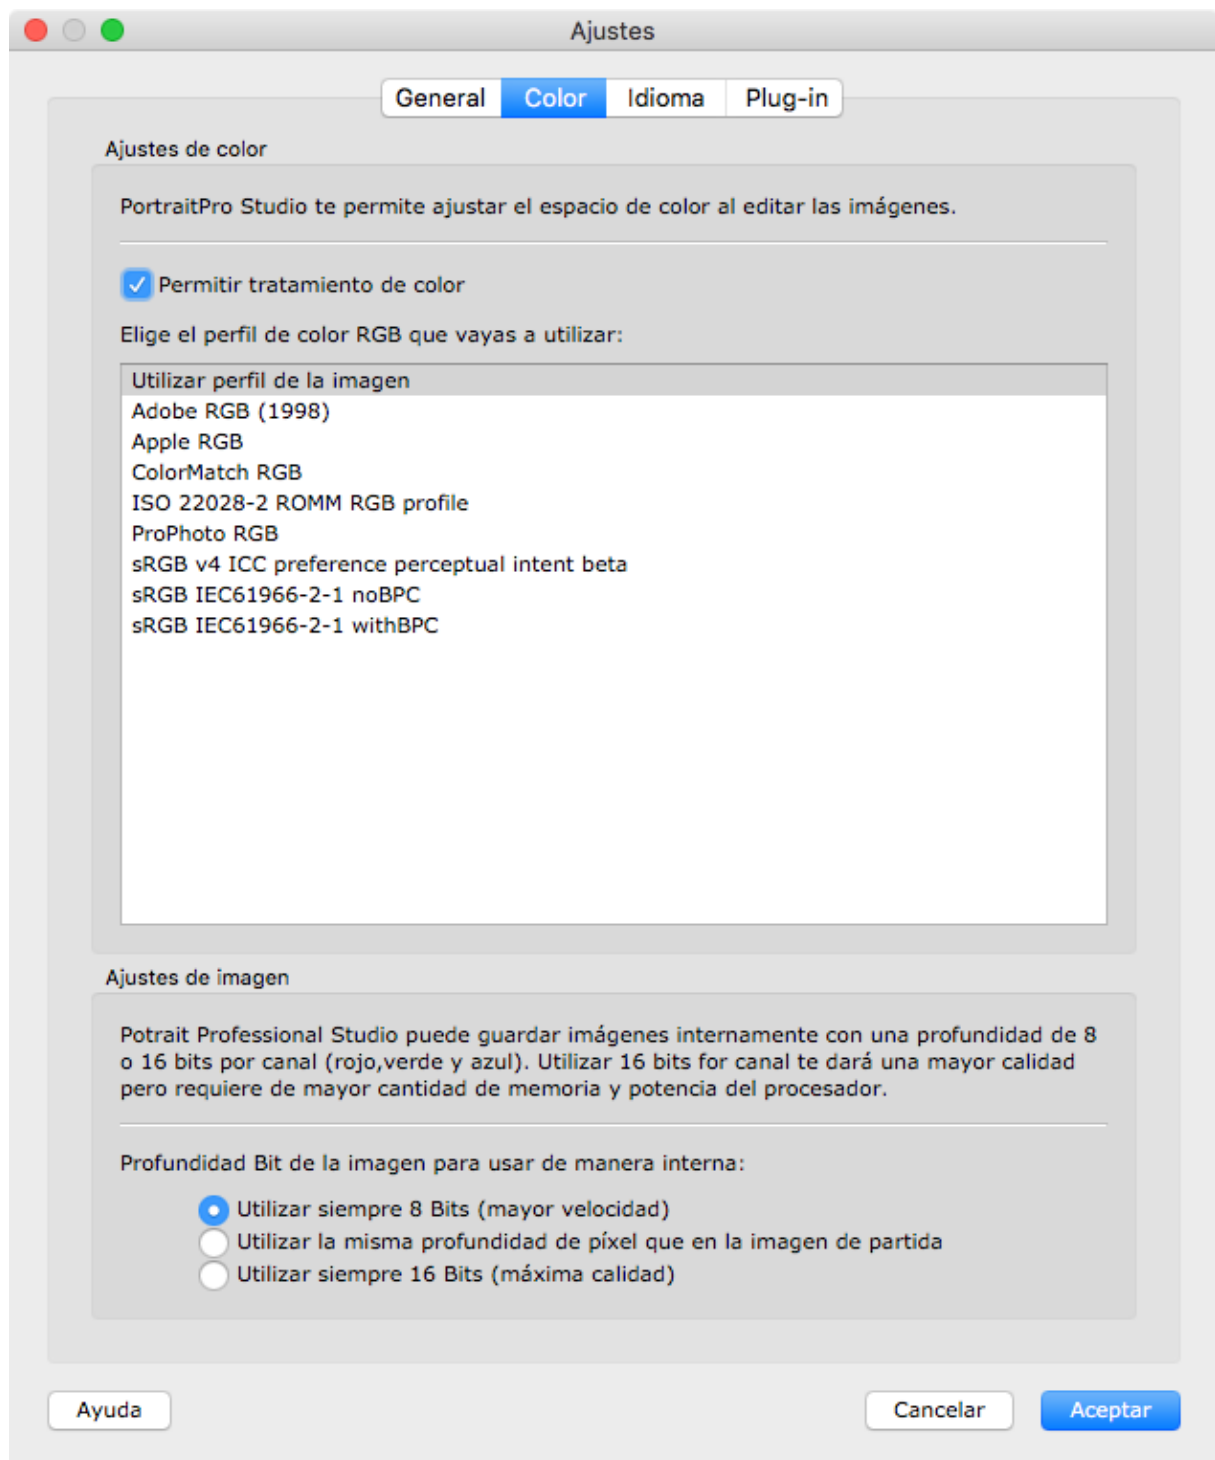 Ajustes
General Color Idioma Plug-in
Ajustes de color
PortraitPro Studio te permite ajustar el espacio de color al editar las imágenes.
Permitir tratamiento de color
Elige el perfil de color RGB que vayas a utilizar:
Utilizar perfil de la imagen
Adobe RGB (1998)
Apple RGB
ColorMatch RGB
ISO 22028-2 ROMM RGB profile
ProPhoto RGB
sRGB v4 ICC preference perceptual intent beta
sRGB IEC61966-2-1 noBPC
sRGB IEC61966-2-1 withBPC
Ajustes de imagen
Potrait Professional Studio puede guardar imágenes internamente con una profundidad de 8
o 16 bits por canal (rojo,verde y azul). Utilizar 16 bits for canal te dará una mayor calidad
pero requiere de mayor cantidad de memoria y potencia del procesador.
Profundidad Bit de la imagen para usar de manera interna:
Utilizar siempre 8 Bits (mayor velocidad)
Utilizar la misma profundidad de píxel que en la imagen de partida
Utilizar siempre 16 Bits (máxima calidad)
Ayuda Cancelar Aceptar